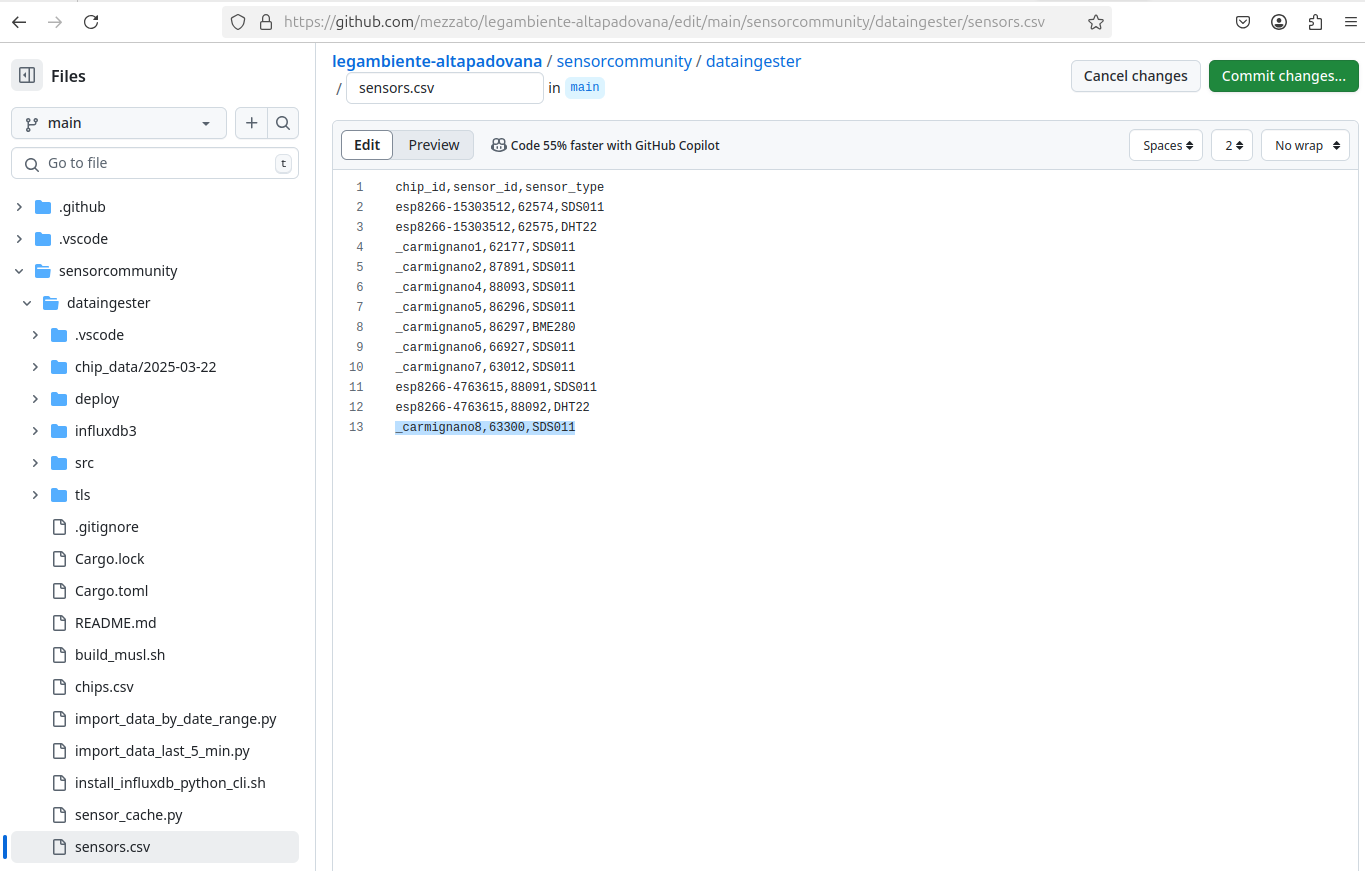 https://github.com/mezzato/legambiente-altapadovana/edit/main/sensorcommunity/dataingester/sensors.csv
Files
main
Go to file
t
.github
.vscode
sensorcommunity
dataingester
.vscode
chip_data/2025-03-22
deploy
influxdb3
src
tls
.gitignore
Cargo.lock
Cargo.toml
README.md
build_musl.sh
chips.csv
import_data_by_date_range.py
import_data_last_5_min.py
install_influxdb_python_cli.sh
sensor_cache.py
sensors.csv
legambiente-altapadovana / sensorcommunity / dataingester
/ sensors.csv in main
Cancel changes
Commit changes...
Edit Preview Code 55% faster with GitHub Copilot
Spaces 2 No wrap
1 chip_id,sensor_id,sensor_type
2 esp8266-15303512,62574,SDS011
3 esp8266-15303512,62575,DHT22
4 _carmignano1,62177,SDS011
5 _carmignano2,87891,SDS011
6 _carmignano4,88093,SDS011
7 _carmignano5,86296,SDS011
8 _carmignano5,86297,BME280
9 _carmignano6,66927,SDS011
10 _carmignano7,63012,SDS011
11 esp8266-4763615,88091,SDS011
12 esp8266-4763615,88092,DHT22
13 _carmignano8,63300,SDS011